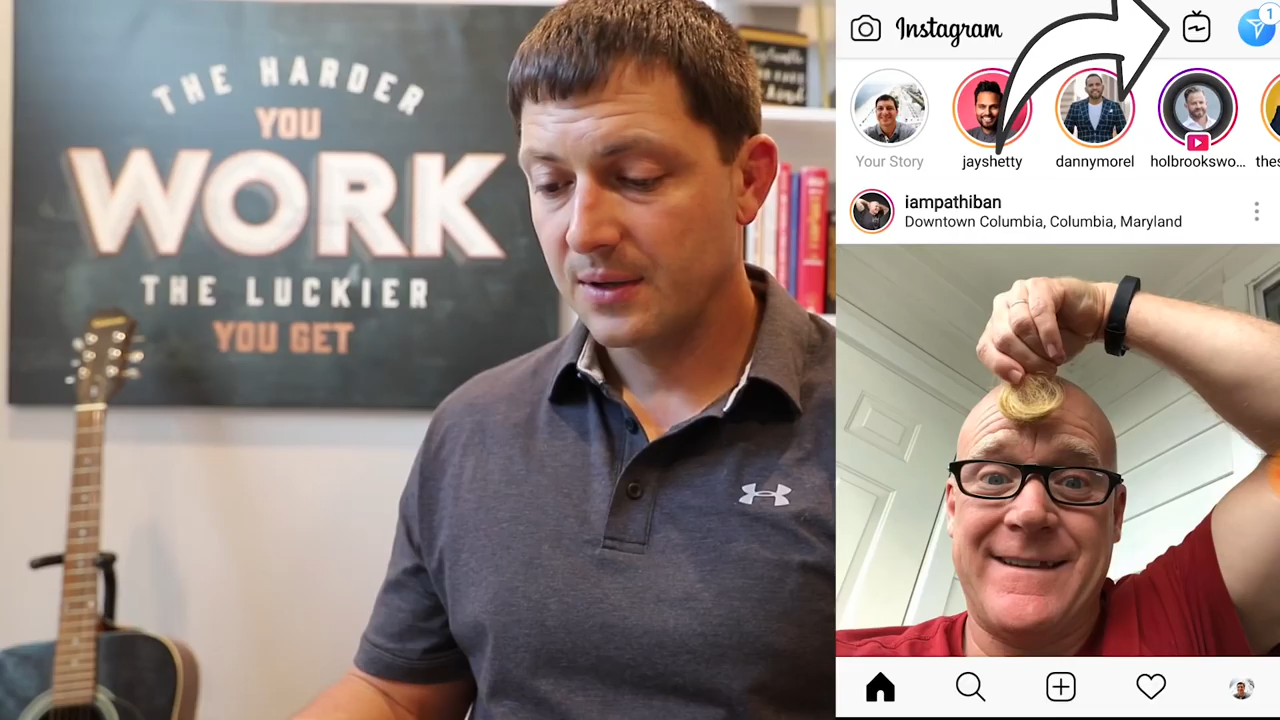 THE HARDER
YOU
WORK
THE LUCKIER
YOU GET
Instagram
1
Your Story
jayshetty
dannymorel
holbrookswo...
thes
iampathiban
Downtown Columbia, Columbia, Maryland